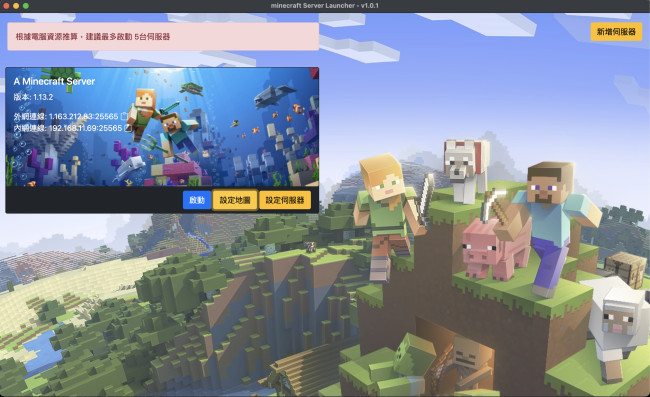 minecraft Server Launcher - v1.0.1
根據電腦資源推算，建議最多啟動 5台伺服器
新增伺服器
A Minecraft Server
版本: 1.13.2
外網連線: 1.163.212.83:25565
內網連線: 192.168.11.69:25565
啟動
設定地圖
設定伺服器